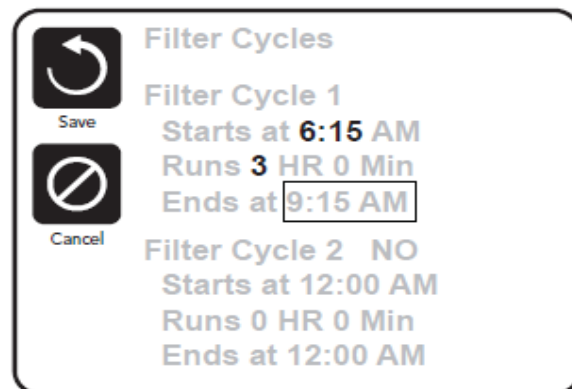 Filter Cycles
Save
Filter Cycle 1
Starts at 6:15 AM
Runs 3 HR 0 Min
Ends at 9:15 AM
Cancel
Filter Cycle 2 NO
Starts at 12:00 AM
Runs 0 HR 0 Min
Ends at 12:00 AM